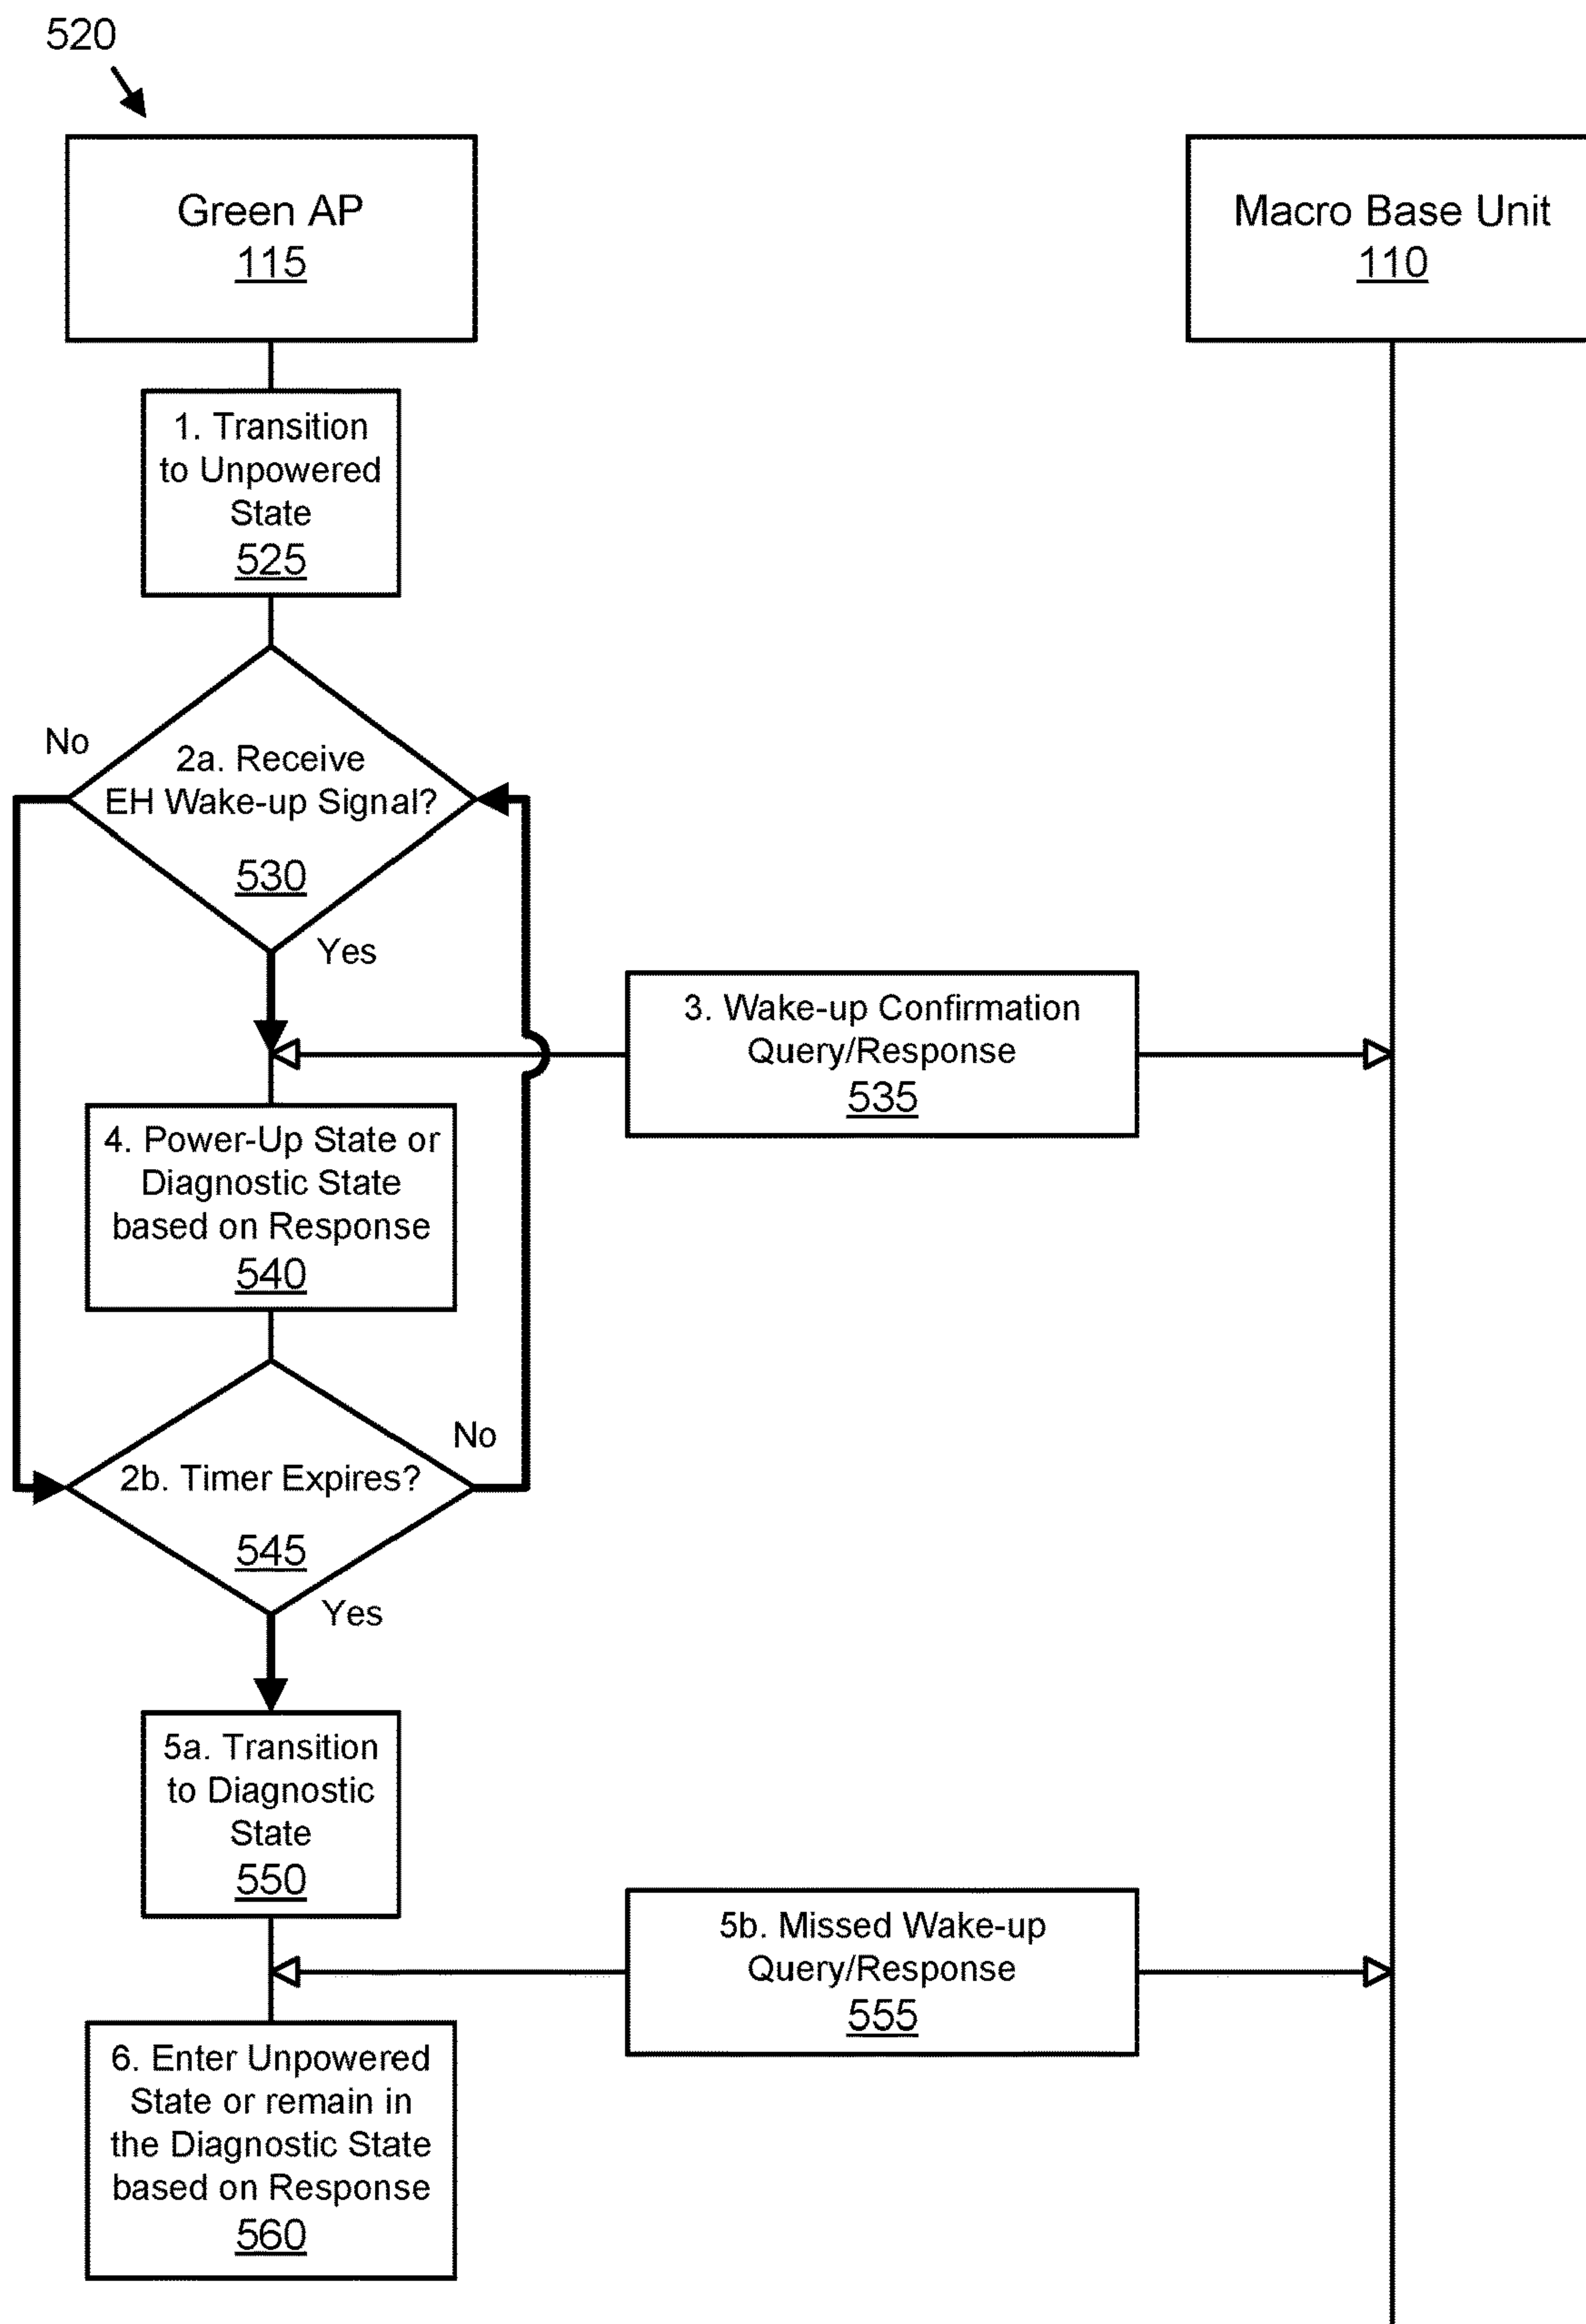 520
Green AP
115
Macro Base Unit
110
1. Transition
to Unpowered
State
525
No
2a. Receive
EH Wake-up Signal?
530
Yes
3. Wake-up Confirmation
Query/Response
535
4. Power-Up State or
Diagnostic State
based on Response
540
No
2b. Timer Expires?
545
Yes
5a. Transition
to Diagnostic
State
550
5b. Missed Wake-up
Query/Response
555
6. Enter Unpowered
State or remain in
the Diagnostic State
based on Response
560